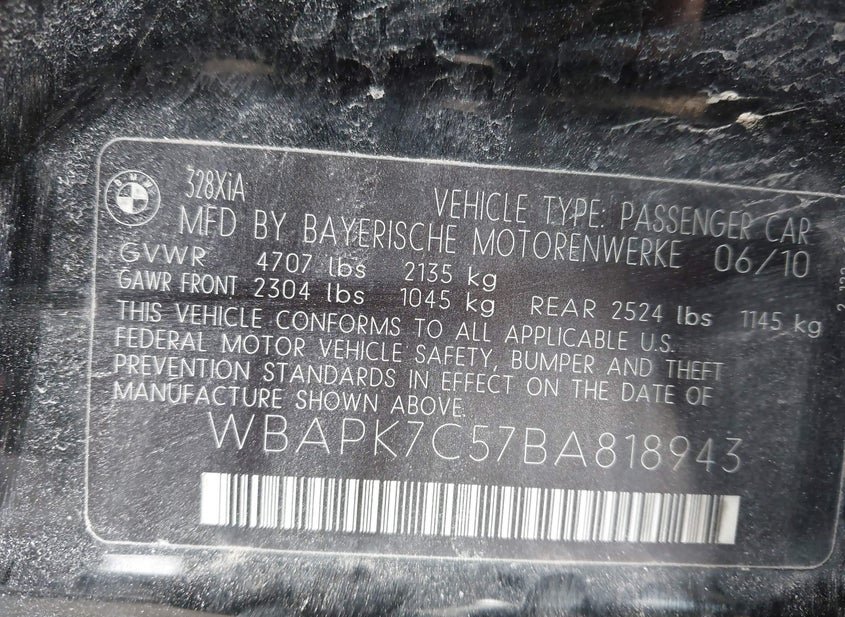 BMW
328XiA
VEHICLE TYPE: PASSENGER CAR
MFD BY BAYERISCHE MOTORENWERKE 06/10
GVWR 4707 lbs 2135 kg
GAWR FRONT 2304 lbs 1045 kg REAR 2524 lbs 1145 kg
THIS VEHICLE CONFORMS TO ALL APPLICABLE U.S.
FEDERAL MOTOR VEHICLE SAFETY, BUMPER AND THEFT
PREVENTION STANDARDS IN EFFECT ON THE DATE OF
MANUFACTURE SHOWN ABOVE.
WBAPK7C57BA818943